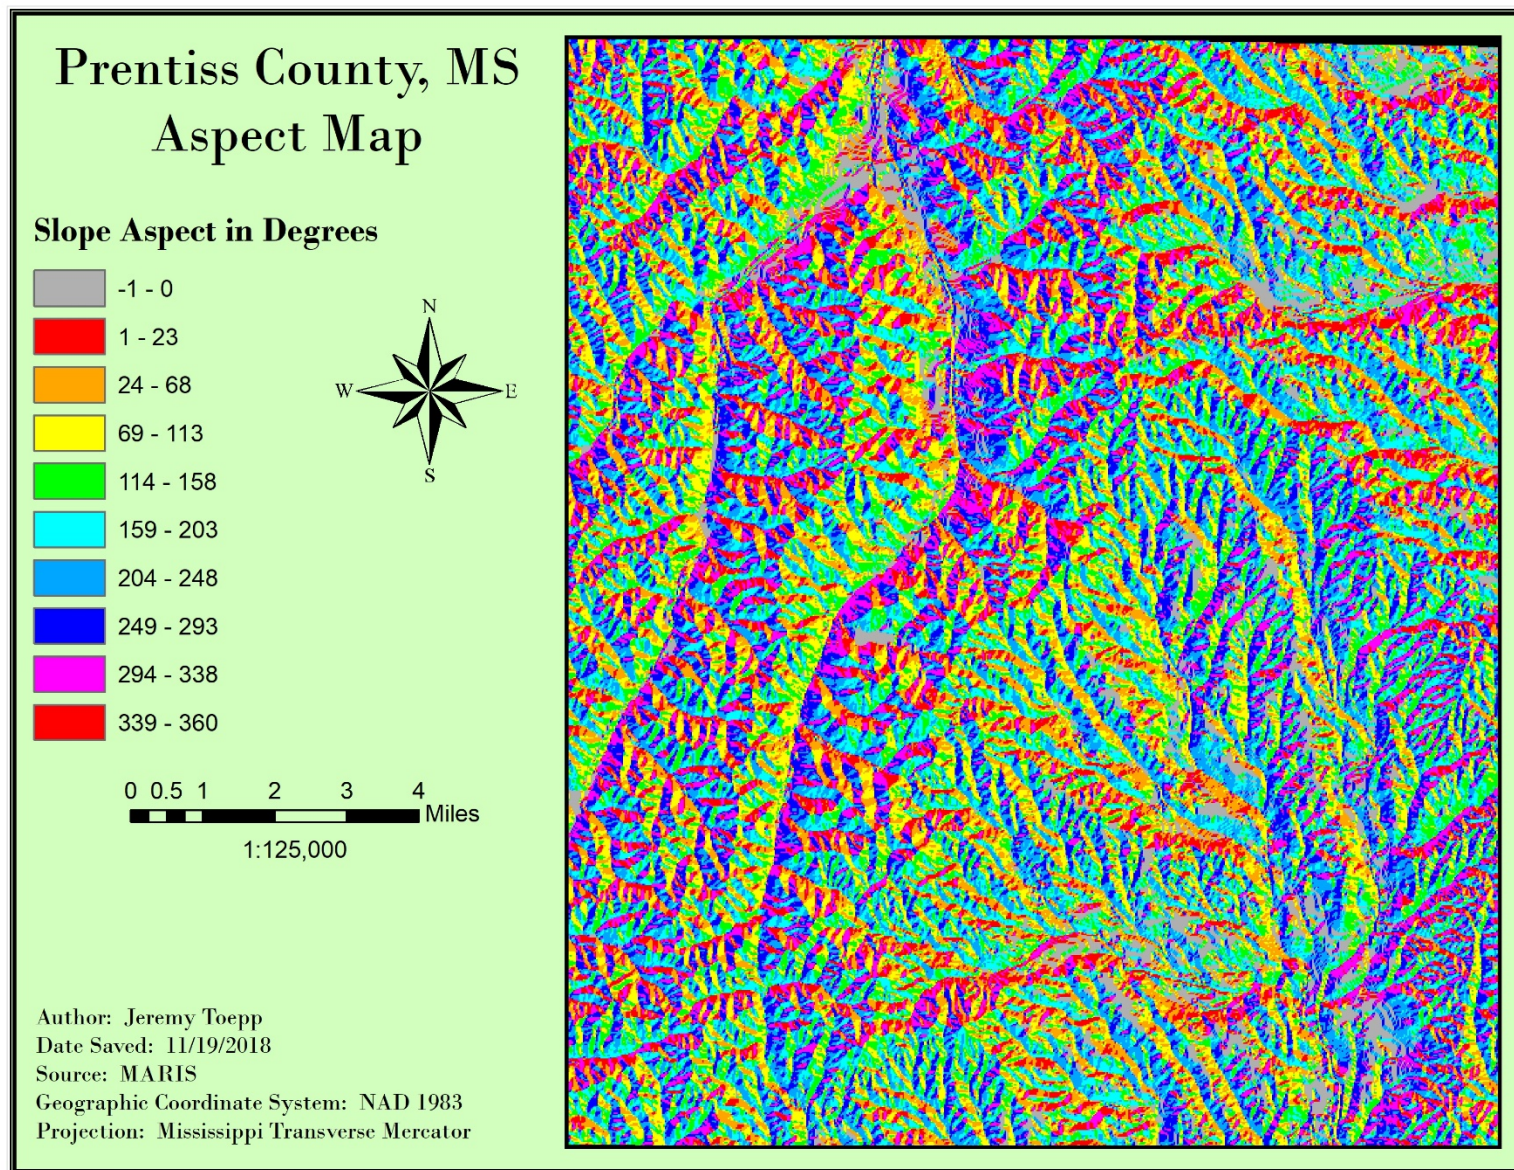 Prentiss County, MS
Aspect Map
Slope Aspect in Degrees
-1 - 0
1 - 23
24 - 68
69 - 113
114 - 158
159 - 203
204 - 248
249 - 293
294 - 338
339 - 360
N
W E
S
0 0.5 1 2 3 4
Miles
1:125,000
Author: Jeremy Toepp
Date Saved: 11/19/2018
Source: MARIS
Geographic Coordinate System: NAD 1983
Projection: Mississippi Transverse Mercator